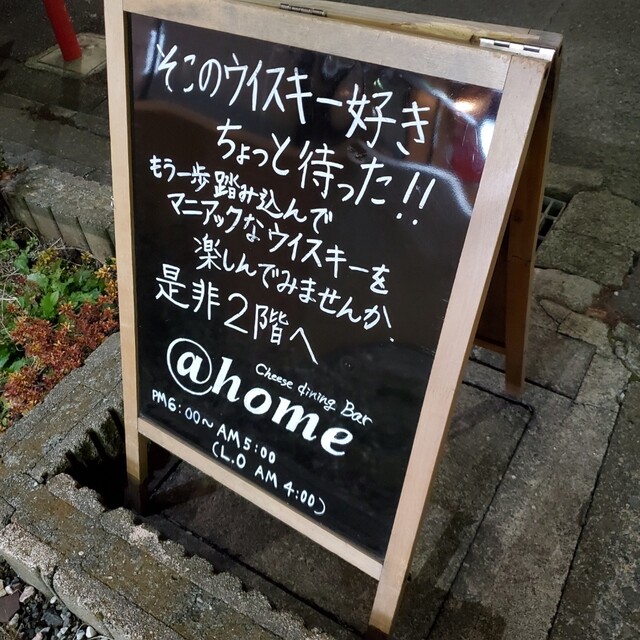 そこのウイスキー好き
ちょっと待った!!
もう一歩踏み込んで
マニアックなウイスキーを
楽しんでみませんか、
是非2階へ
Cheese dining Bar
@home
PM6:00〜AM5:00
(L.O AM4:00)